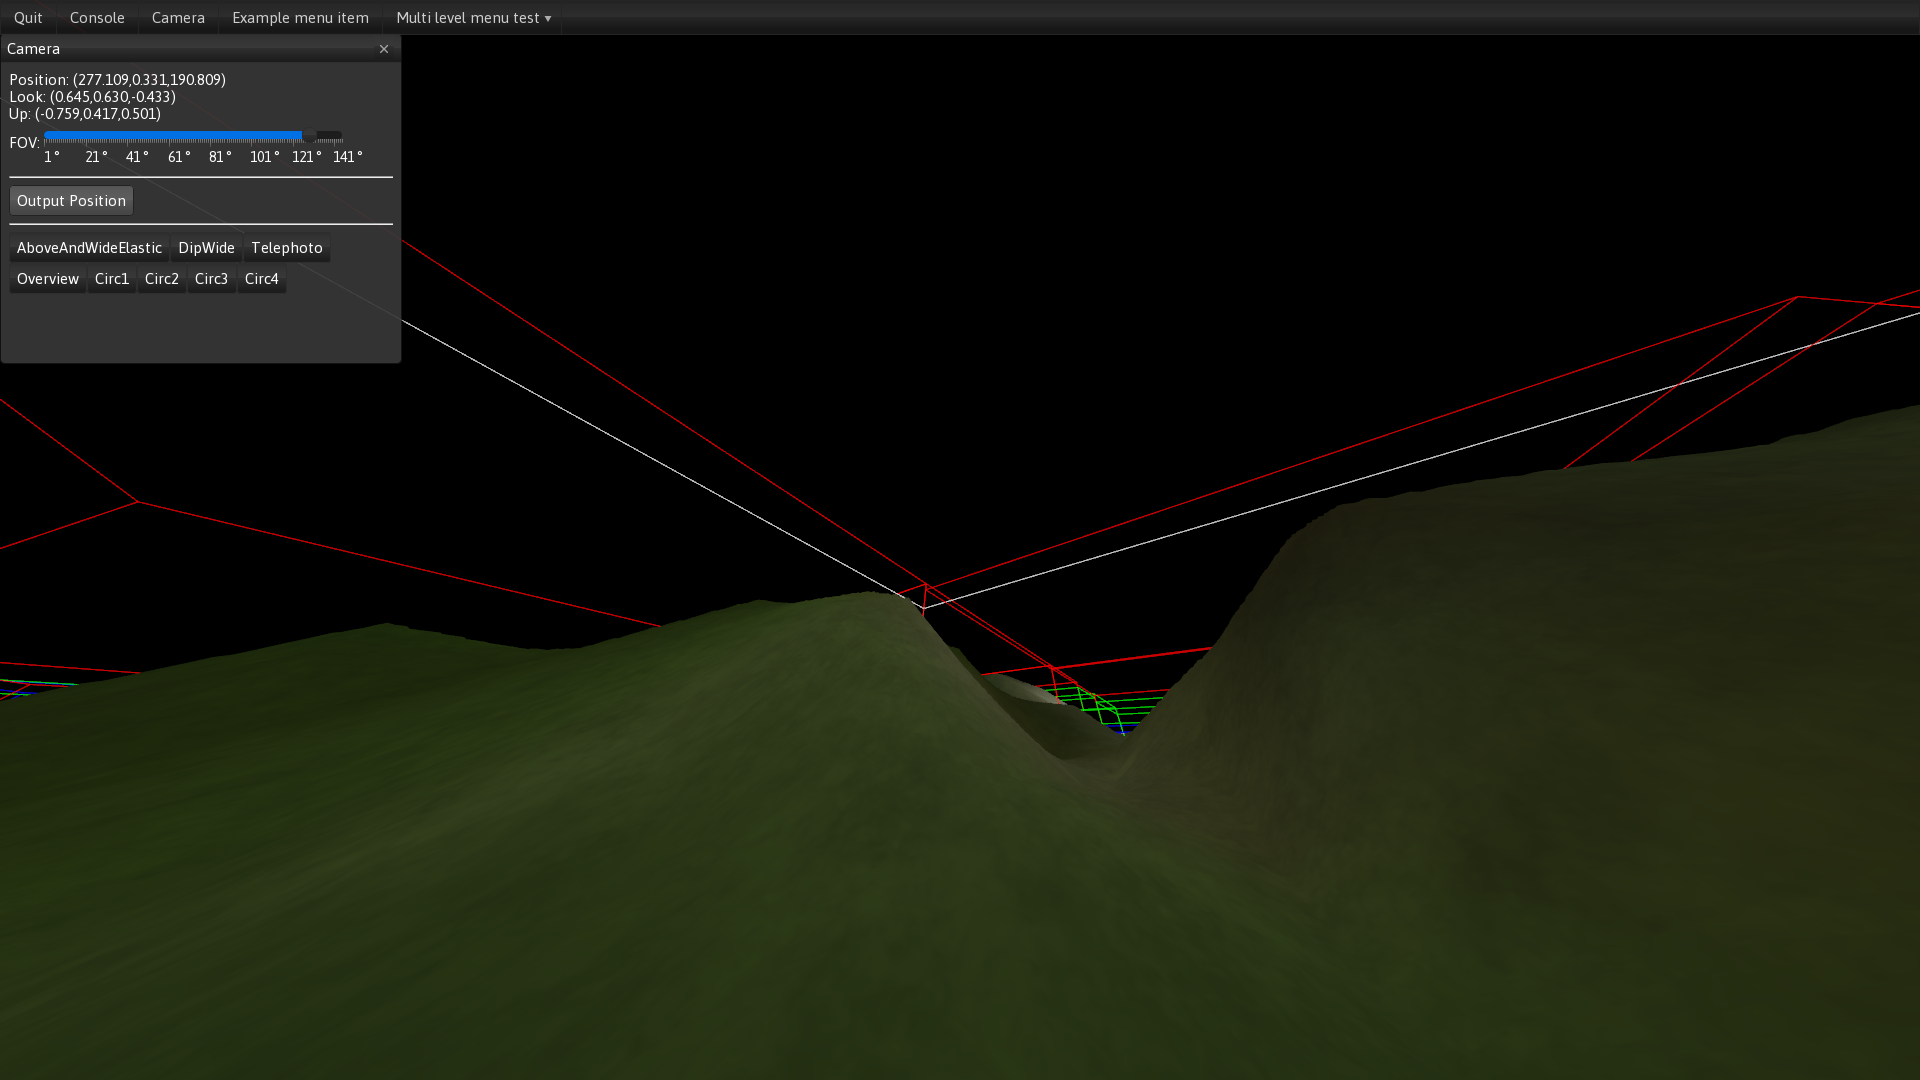 Quit Console Camera Example menu item Multi level menu test ▾
Camera ×
Position: (277.109,0.331,190.809)
Look: (0.645,0.630,-0.433)
Up: (-0.759,0.417,0.501)
FOV:
1° 21° 41° 61° 81° 101° 121° 141°
Output Position
AboveAndWideElastic DipWide Telephoto
Overview Circ1 Circ2 Circ3 Circ4